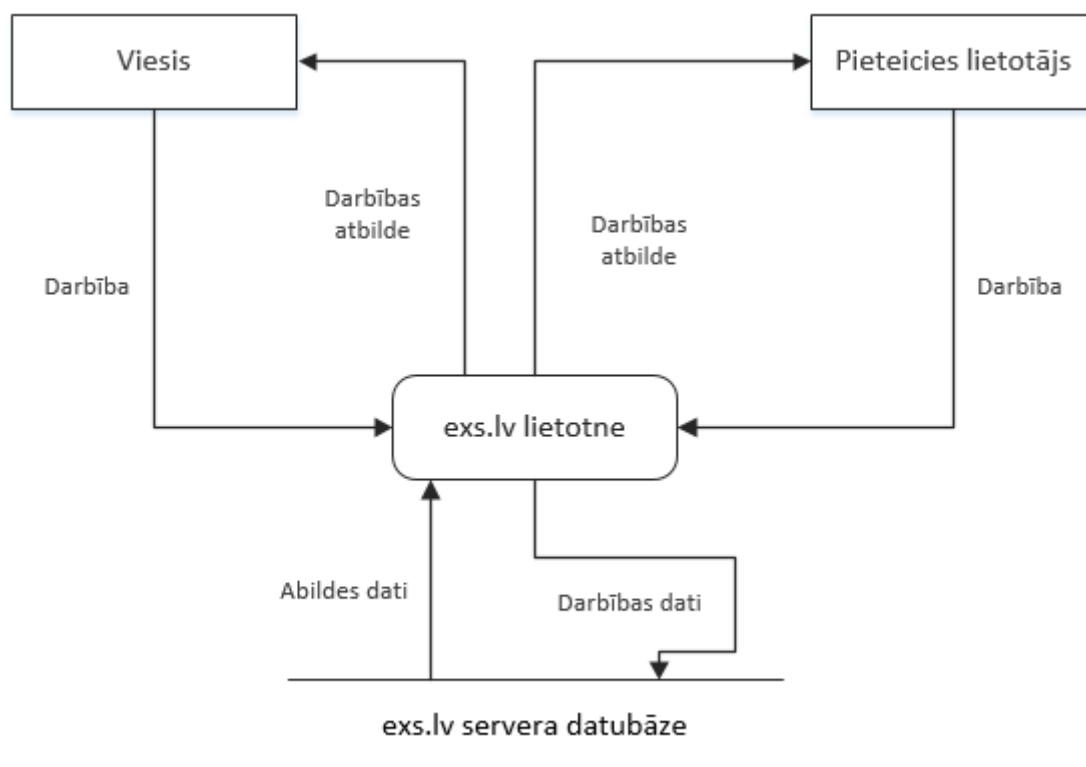 Viesis
Pieteicies lietotājs
Darbības
atbilde
Darbības
atbilde
Darbība
Darbība
exs.lv lietotne
Abildes dati
Darbības dati
exs.lv servera datubāze